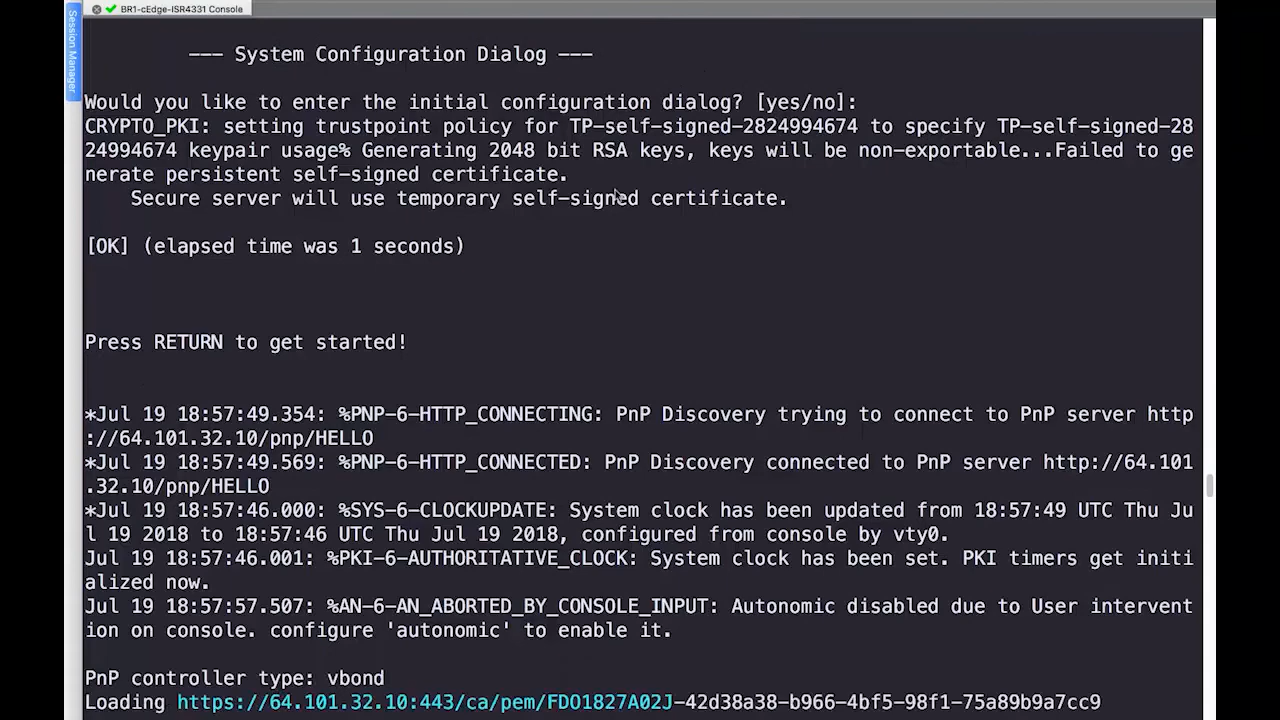 BR1-cEdge-ISR4331 Console
Session Manager
--- System Configuration Dialog ---
Would you like to enter the initial configuration dialog? [yes/no]:
CRYPTO_PKI: setting trustpoint policy for TP-self-signed-2824994674 to specify TP-self-signed-28
24994674 keypair usage% Generating 2048 bit RSA keys, keys will be non-exportable...Failed to ge
nerate persistent self-signed certificate.
Secure server will use temporary self-signed certificate.
[OK] (elapsed time was 1 seconds)
Press RETURN to get started!
*Jul 19 18:57:49.354: %PNP-6-HTTP_CONNECTING: PnP Discovery trying to connect to PnP server http
://64.101.32.10/pnp/HELLO
*Jul 19 18:57:49.569: %PNP-6-HTTP_CONNECTED: PnP Discovery connected to PnP server http://64.101
.32.10/pnp/HELLO
*Jul 19 18:57:46.000: %SYS-6-CLOCKUPDATE: System clock has been updated from 18:57:49 UTC Thu Ju
l 19 2018 to 18:57:46 UTC Thu Jul 19 2018, configured from console by vty0.
Jul 19 18:57:46.001: %PKI-6-AUTHORITATIVE_CLOCK: System clock has been set. PKI timers get initi
alized now.
Jul 19 18:57:57.507: %AN-6-AN_ABORTED_BY_CONSOLE_INPUT: Autonomic disabled due to User intervent
ion on console. configure 'autonomic' to enable it.
PnP controller type: vbond
Loading https://64.101.32.10:443/ca/pem/FDO1827A02J-42d38a38-b966-4bf5-98f1-75a89b9a7cc9